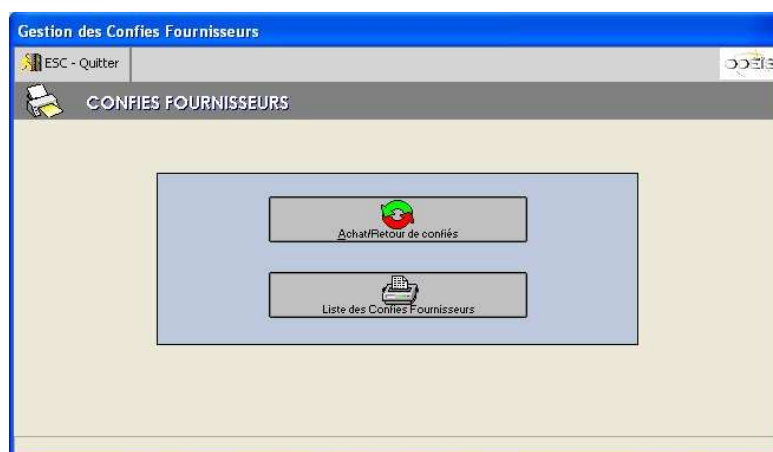 Gestion des Confies Fournisseurs
ESC - Quitter
CONFIES FOURNISSEURS
Achat/Retour de confiés
Liste des Confies Fournisseurs